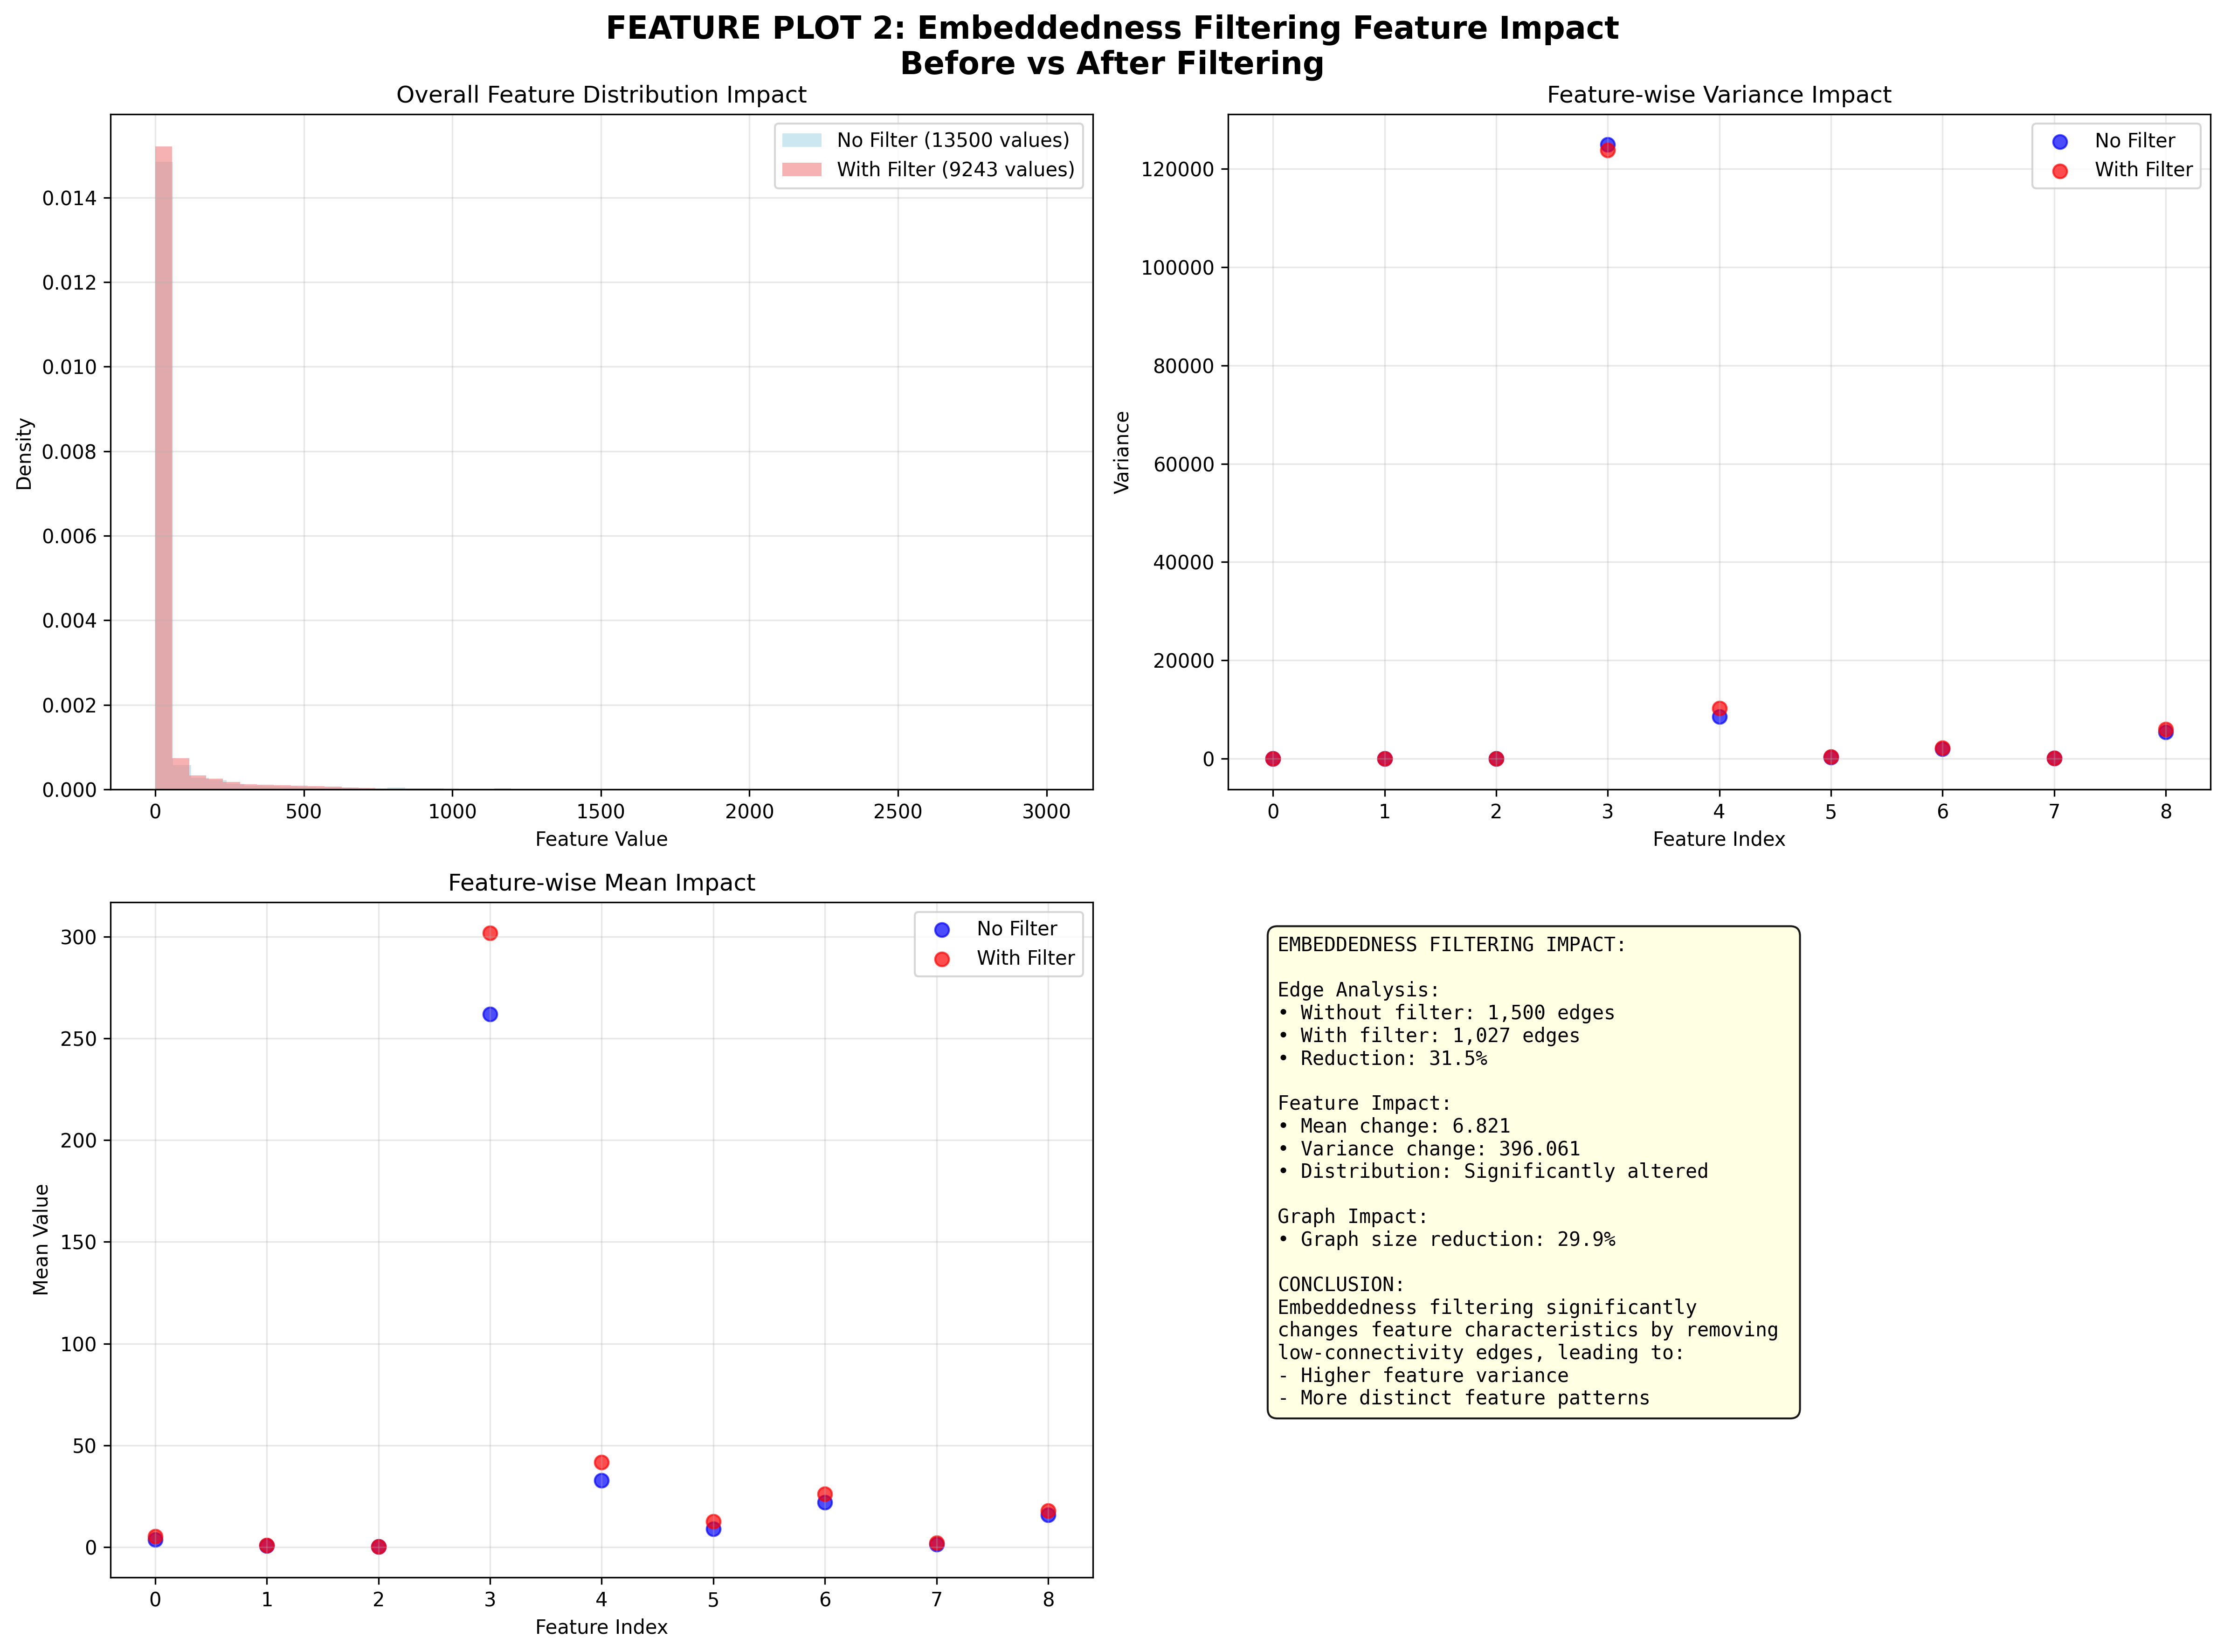 FEATURE PLOT 2: Embeddedness Filtering Feature Impact
Before vs After Filtering
Overall Feature Distribution Impact
No Filter (13500 values)
With Filter (9243 values)
0.014
0.012
0.010
0.008
0.006
0.004
0.002
0.000
Density
0
500
1000
1500
2000
2500
3000
Feature Value
Feature-wise Variance Impact
No Filter
With Filter
120000
100000
80000
60000
40000
20000
0
Variance
0
1
2
3
4
5
6
7
8
Feature Index
Feature-wise Mean Impact
No Filter
With Filter
300
250
200
150
100
50
0
Mean Value
0
1
2
3
4
5
6
7
8
Feature Index
EMBEDDEDNESS FILTERING IMPACT:
Edge Analysis:
• Without filter: 1,500 edges
• With filter: 1,027 edges
• Reduction: 31.5%
Feature Impact:
• Mean change: 6.821
• Variance change: 396.061
• Distribution: Significantly altered
Graph Impact:
• Graph size reduction: 29.9%
CONCLUSION:
Embeddedness filtering significantly
changes feature characteristics by removing
low-connectivity edges, leading to:
- Higher feature variance
- More distinct feature patterns